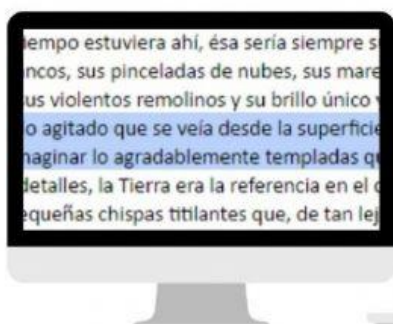 iempo estuviera ahí, ésa sería siempre s
ncos, sus pinceladas de nubes, sus mare
sus violentos remolinos y su brillo único
o agitado que se veía desde la superficie
naginar lo agradablemente templadas q
detalles, la Tierra era la referencia en el
equeñas chispas titilantes que, de tan lej